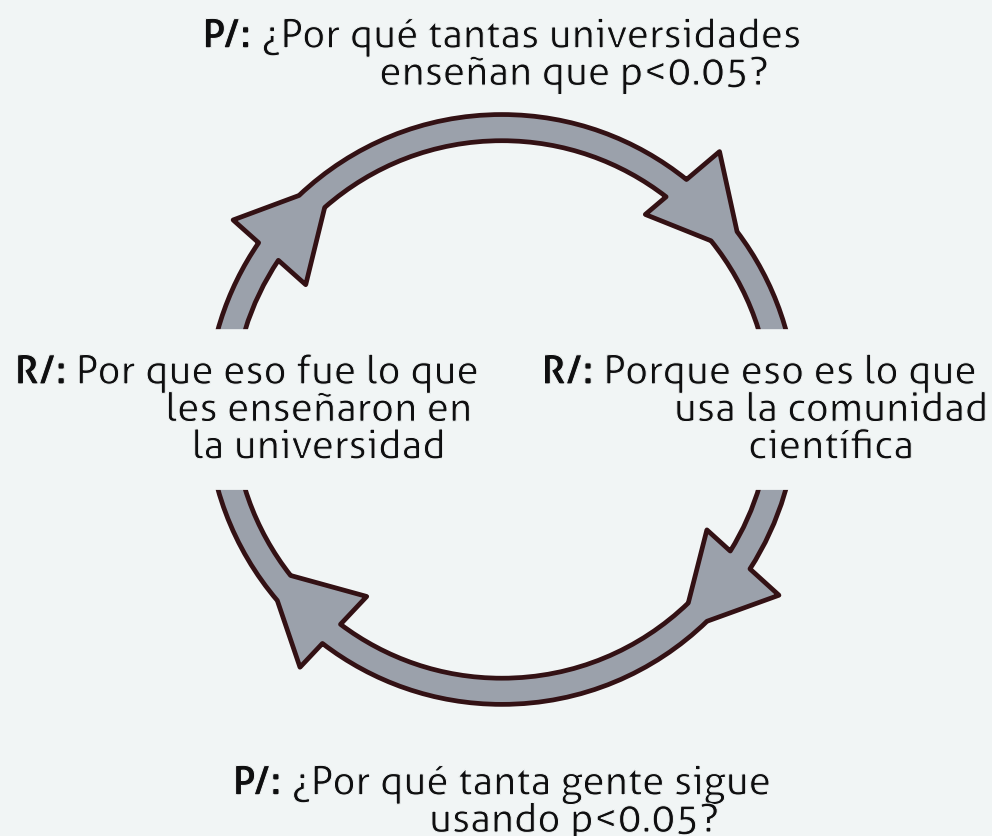 P/: ¿Por qué tantas universidades
enseñan que p<0.05?
R/: Porque eso es lo que
usa la comunidad
científica
P/: ¿Por qué tanta gente sigue
usando p<0.05?
R/: Por que eso fue lo que
les enseñaron en
la universidad